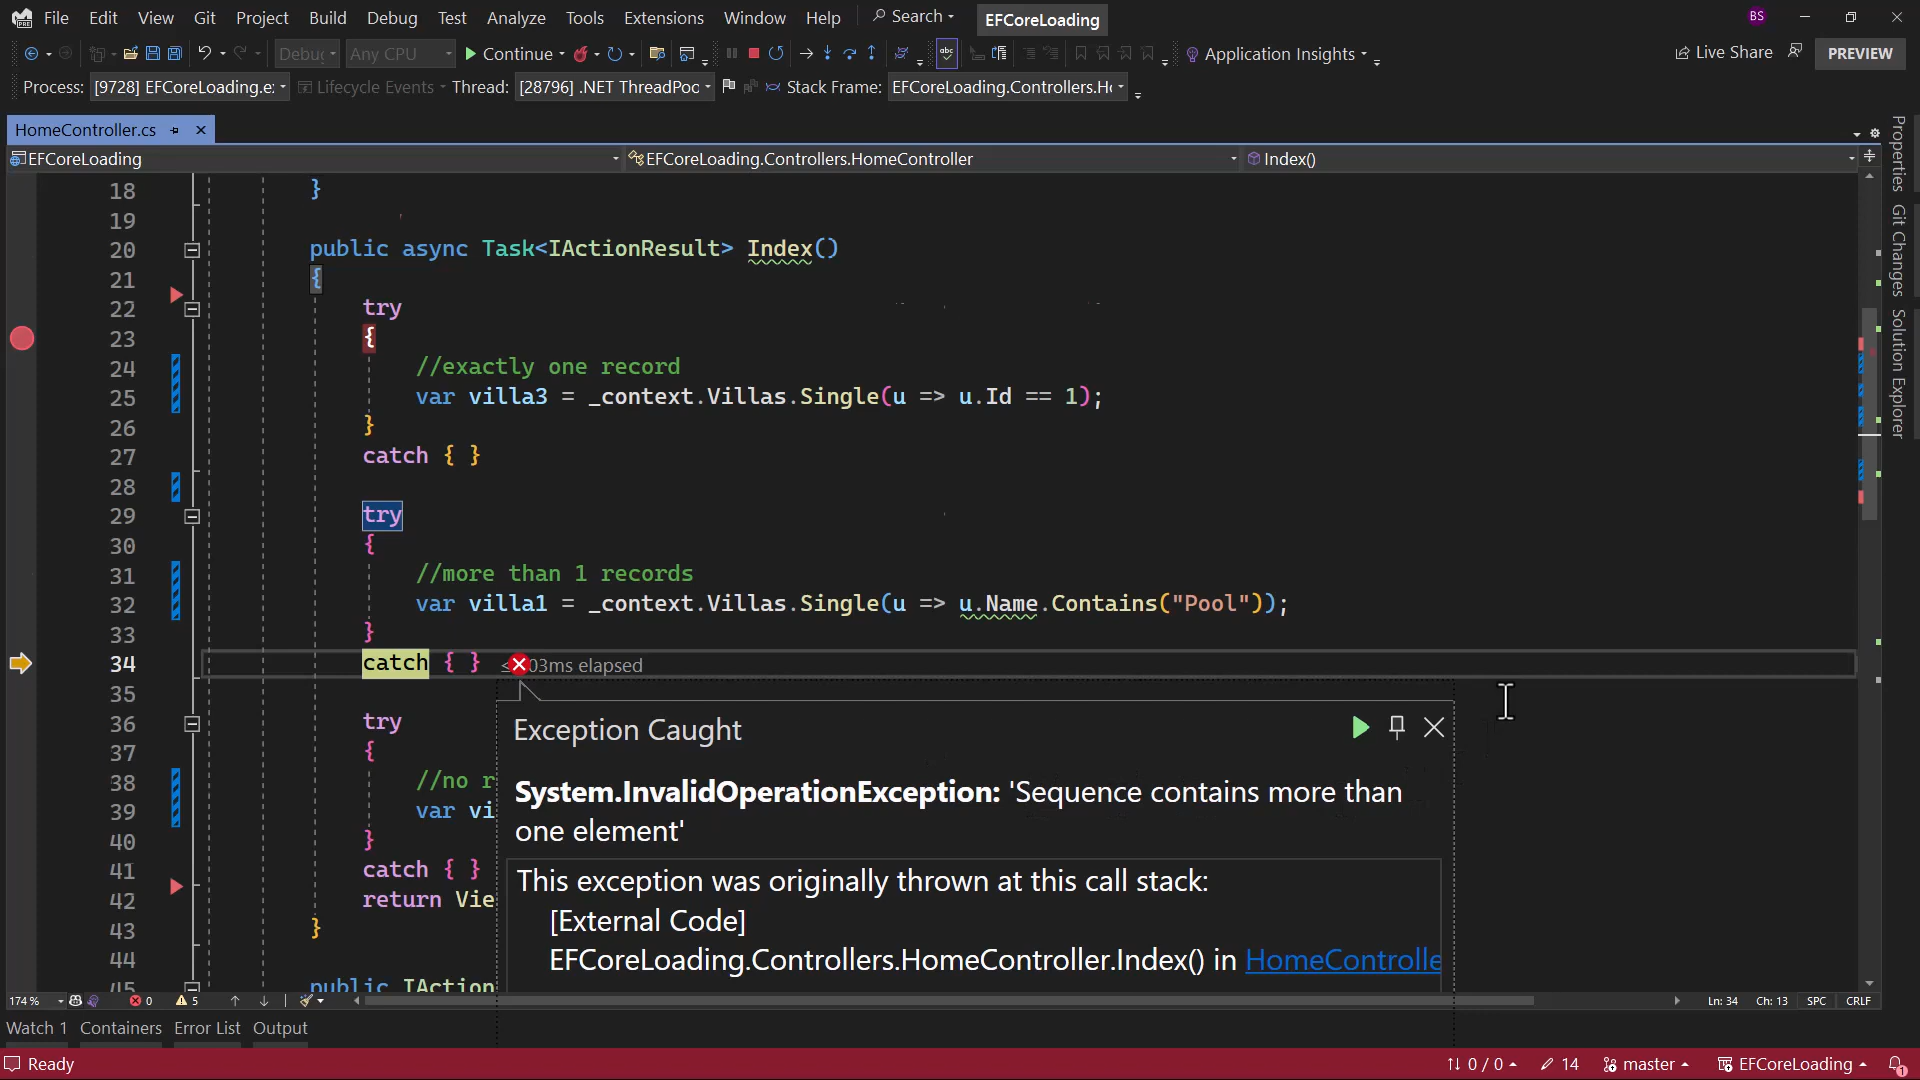 File Edit View Git Project Build Debug Test Analyze Tools Extensions Window Help Search EFCoreLoading BS
Debug Any CPU Continue Application Insights Live Share PREVIEW
Process: [9728] EFCoreLoading.e Lifecycle Events Thread: [28796] .NET ThreadPoo Stack Frame: EFCoreLoading.Controllers.H
HomeController.cs
EFCoreLoading EFCoreLoading.Controllers.HomeController Index()
18 }
19
20 public async Task<IActionResult> Index()
21 {
22 try
23 {
24 //exactly one record
25 var villa3 = _context.Villas.Single(u => u.Id == 1);
26 }
27 catch { }
28
29 try
30 {
31 //more than 1 records
32 var villa1 = _context.Villas.Single(u => u.Name.Contains("Pool"));
33 }
34 catch { } 03ms elapsed
35
36 try
37 {
38 //no r
39 var vi
40 }
41 catch { }
42 return Vie
43 }
44
45 public IAction
Exception Caught
System.InvalidOperationException: 'Sequence contains more than
one element'
This exception was originally thrown at this call stack:
[External Code]
EFCoreLoading.Controllers.HomeController.Index() in HomeControlle
Properties
Git Changes
Solution Explorer
174 % 0 5 Ln: 34 Ch: 13 SPC CRLF
Watch 1 Containers Error List Output
Ready 0 / 0 14 master EFCoreLoading 1